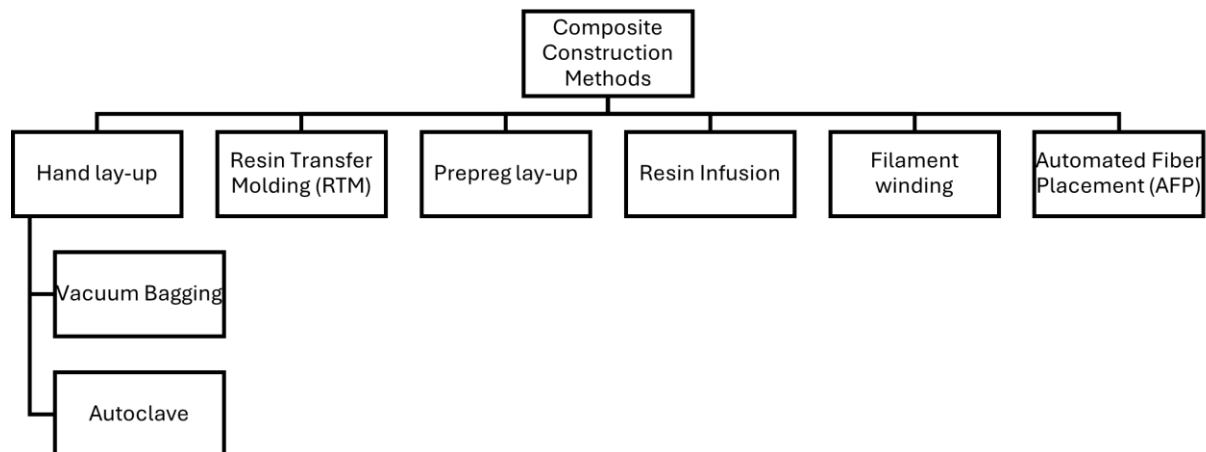 Composite
Construction
Methods
Hand lay-up
Resin Transfer
Molding (RTM)
Prepreg lay-up
Resin Infusion
Filament
winding
Automated Fiber
Placement (AFP)
Vacuum Bagging
Autoclave